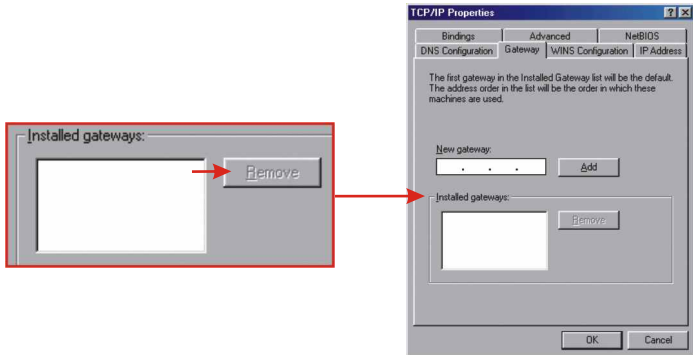 Installed gateways:
Remove
TCP/IP Properties
Bindings Advanced NetBIOS
DNS Configuration Gateway WINS Configuration IP Address
The first gateway in the Installed Gateway list will be the default.
The address order in the list will be the order in which these
machines are used.
New gateway:
. . .
Add
Installed gateways:
Remove
OK Cancel